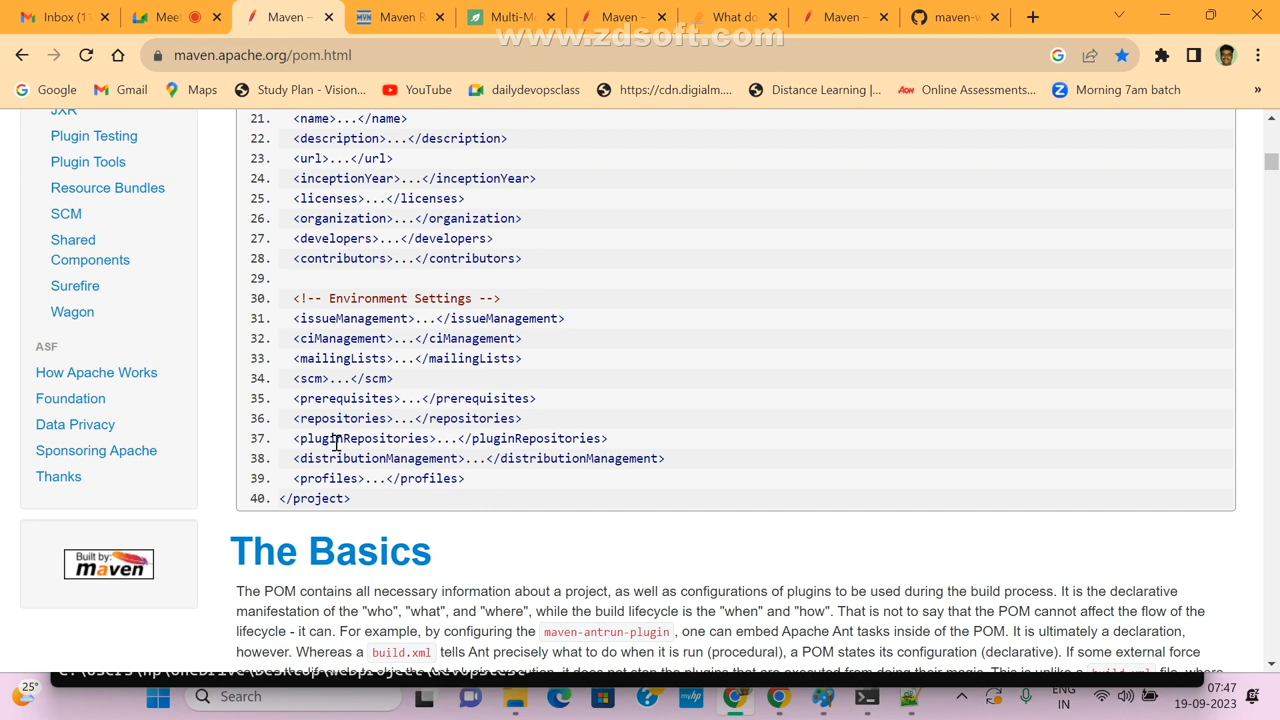 Inbox (11
Meet
Maven –
Maven R
Multi-Mo
Maven –
What do
Maven –
maven-w
www.zdsoft.com
maven.apache.org/pom.html
Google
Gmail
Maps
Study Plan - Vision...
YouTube
dailydevopsclass
https://cdn.digialm....
Distance Learning |...
Aon Online Assessments...
Morning 7am batch
»
JXR
Plugin Testing
Plugin Tools
Resource Bundles
SCM
Shared
Components
Surefire
Wagon
ASF
How Apache Works
Foundation
Data Privacy
Sponsoring Apache
Thanks
Built by:
maven
21. <name>...</name>
22. <description>...</description>
23. <url>...</url>
24. <inceptionYear>...</inceptionYear>
25. <licenses>...</licenses>
26. <organization>...</organization>
27. <developers>...</developers>
28. <contributors>...</contributors>
29.
30. <!-- Environment Settings -->
31. <issueManagement>...</issueManagement>
32. <ciManagement>...</ciManagement>
33. <mailingLists>...</mailingLists>
34. <scm>...</scm>
35. <prerequisites>...</prerequisites>
36. <repositories>...</repositories>
37. <pluginRepositories>...</pluginRepositories>
38. <distributionManagement>...</distributionManagement>
39. <profiles>...</profiles>
40. </project>
The Basics
The POM contains all necessary information about a project, as well as configurations of plugins to be used during the build process. It is the declarative
manifestation of the "who", "what", and "where", while the build lifecycle is the "when" and "how". That is not to say that the POM cannot affect the flow of the
lifecycle - it can. For example, by configuring the maven-antrun-plugin, one can embed Apache Ant tasks inside of the POM. It is ultimately a declaration,
however. Whereas a build.xml tells Ant precisely what to do when it is run (procedural), a POM states its configuration (declarative). If some external force
25°
Search
myhp
ENG
IN
07:47
19-09-2023